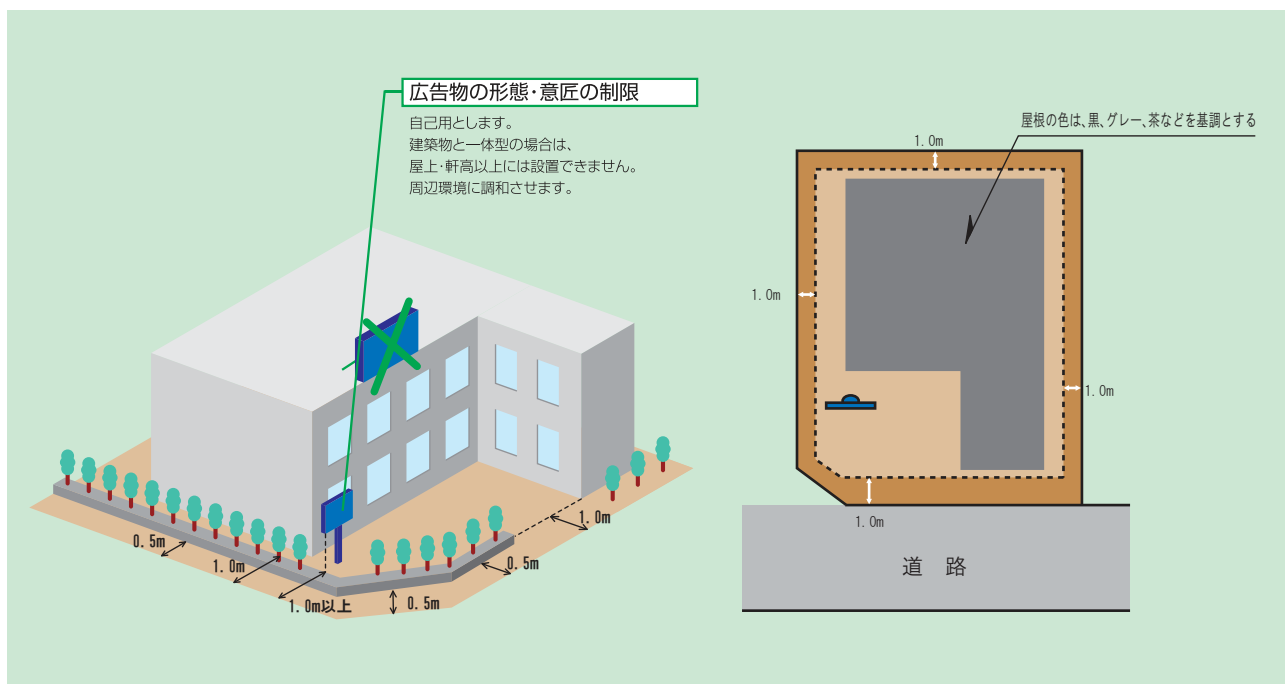 広告物の形態・意匠の制限
自己用とします。
建築物と一体型の場合は、
屋上・軒高以上には設置できません。
周辺環境に調和させます。
0.5m
1.0m
1.0m以上
0.5m
0.5m
1.0m
屋根の色は、黒、グレー、茶などを基調とする
1.0m
1.0m
1.0m
1.0m
道 路